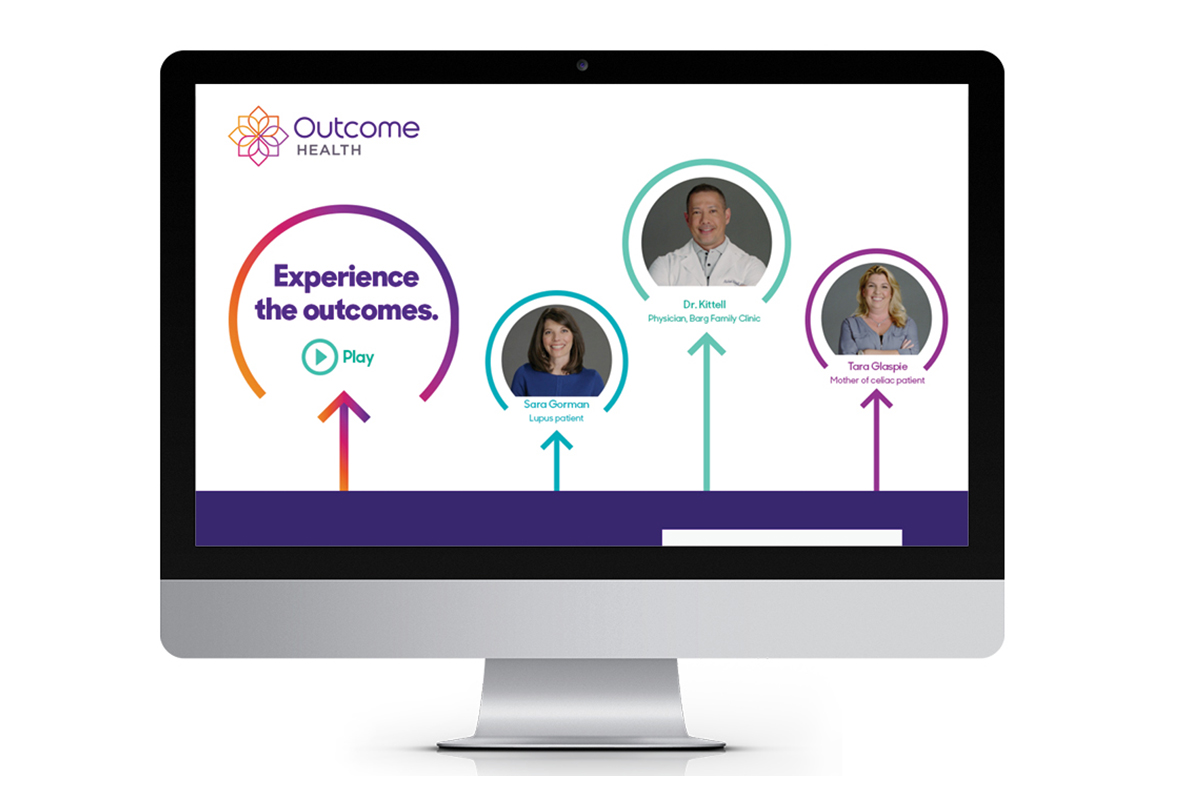 Outcome
HEALTH
Experience
the outcomes.
Play
Sara Gorman
Lupus patient
Dr. Kittell
Physician, Barg Family Clinic
Tara Glaspie
Mother of celiac patient